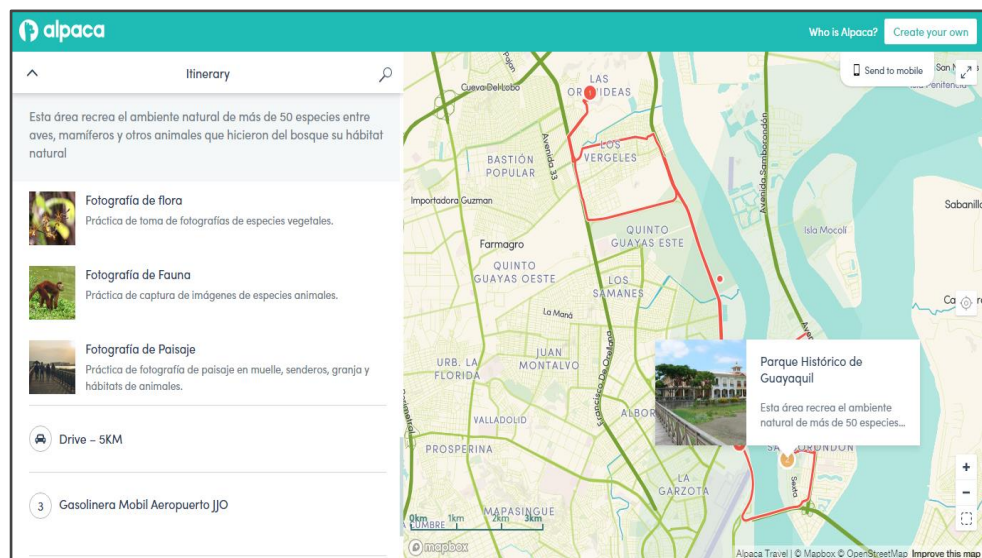 alpaca
Who is Alpaca?
Create your own
Itinerary
Esta área recrea el ambiente natural de más de 50 especies entre
aves, mamíferos y otros animales que hicieron del bosque su hábitat
natural
Fotografía de flora
Práctica de toma de fotografías de especies vegetales.
Fotografía de Fauna
Práctica de captura de imágenes de especies animales.
Fotografía de Paisaje
Práctica de fotografía de paisaje en muelle, senderos, granja y
hábitats de animales.
Drive – 5KM
3
Gasolinera Mobil Aeropuerto JJO
Send to mobile
Cueva Del Lobo
LAS
Avenida 33
LOS
VERGELES
BASTIÓN
POPULAR
Importadora Guzman
Avenida Samborondón
Isla Mocolí
QUINTO
GUAYAS ESTE
Farmagro
QUINTO
GUAYAS OESTE
LOS
SAMANES
La Maná
JUAN
MONTALVO
URB. LA
FLORIDA
Francisco De Orellana
VALLADOLID
PROSPERINA
Parque Histórico de
Guayaquil
Esta área recrea el ambiente
natural de más de 50 especies...
LA
GARZOTA
Sexta
MAPASINGUE
0km 1km 2km 3km
mapbox
Alpaca Travel | © Mapbox © OpenStreetMap Improve this map